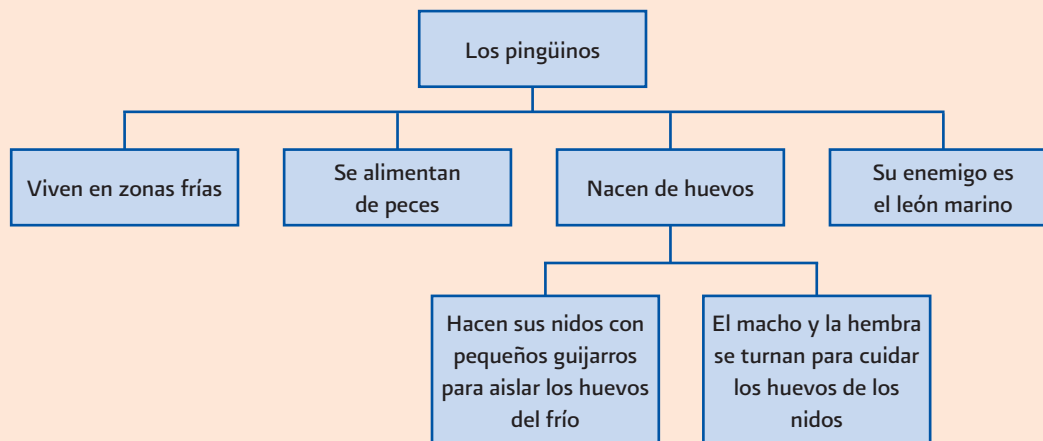 Los pingüinos
Viven en zonas frías
Se alimentan
de peces
Nacen de huevos
Su enemigo es
el león marino
Hacen sus nidos con
pequeños guijarros
para aislar los huevos
del frío
El macho y la hembra
se turnan para cuidar
los huevos de los
nidos